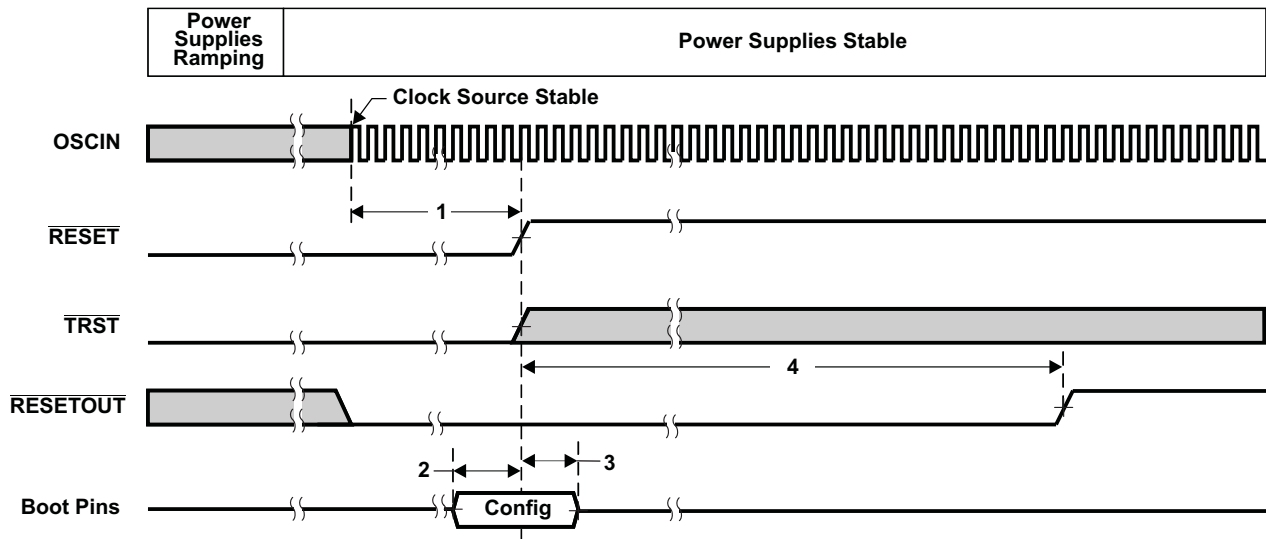 Power
Supplies
Ramping
Power Supplies Stable
Clock Source Stable
OSCIN
1
RESET
TRST
4
RESETOUT
2
3
Boot Pins
Config